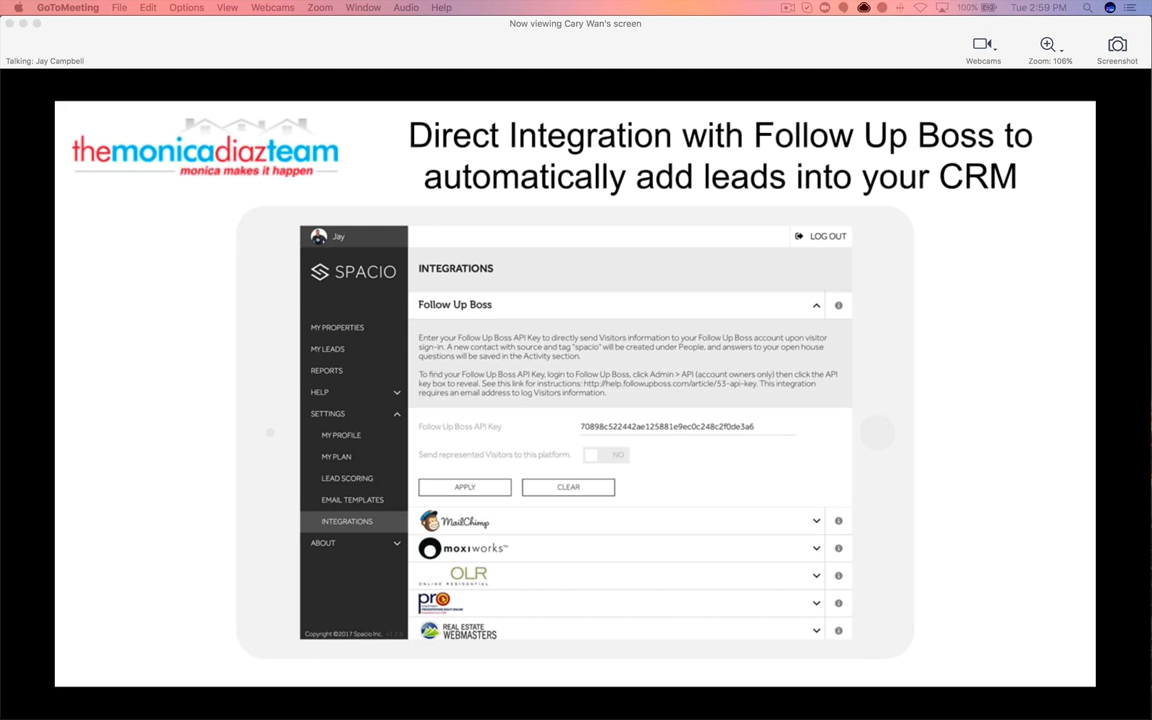 GoToMeeting File Edit Options View Webcams Zoom Window Audio Help 100% Tue 2:59 PM
Now viewing Cary Wan's screen
Talking: Jay Campbell
Webcams Zoom: 106% Screenshot
themonicadiazteam
monica makes it happen
Direct Integration with Follow Up Boss to
automatically add leads into your CRM
Jay
LOG OUT
SPACIO
INTEGRATIONS
Follow Up Boss
Enter your Follow Up Boss API Key to directly send Visitors information to your Follow Up Boss account upon visitor
sign-in. A new contact with source and tag "spacio" will be created under People, and answers to your open house
questions will be saved in the Activity section.
To find your Follow Up Boss API Key, login to Follow Up Boss, click Admin > API (account owners only) then click the API
key box to reveal. See this link for instructions: http://help.followupboss.com/article/53-api-key. This integration
requires an email address to log Visitors information.
MY PROPERTIES
MY LEADS
REPORTS
HELP
SETTINGS
MY PROFILE
MY PLAN
LEAD SCORING
EMAIL TEMPLATES
INTEGRATIONS
ABOUT
Follow Up Boss API Key 70898c522442ae125881e9ec0c248c2f0de3a6
Send represented Visitors to this platform. NO
APPLY CLEAR
MailChimp
moxiworks™
OLR
ONLINE RESIDENTIAL
pro
REAL ESTATE
WEBMASTERS
Copyright ©2017 Spacio Inc.